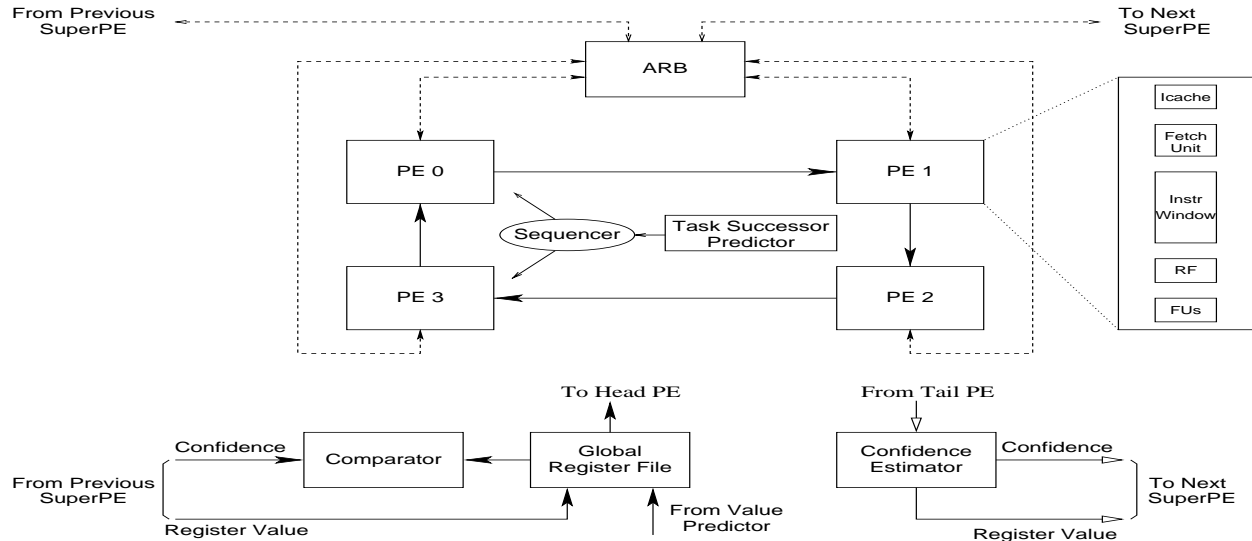 From Previous
SuperPE
To Next
SuperPE
ARB
Icache
Fetch
Unit
Instr
Window
RF
FUs
PE 0
PE 1
Sequencer
Task Successor
Predictor
PE 3
PE 2
To Head PE
From Tail PE
Confidence
Comparator
Global
Register File
Confidence
Estimator
Confidence
From Previous
SuperPE
To Next
SuperPE
Register Value
From Value
Predictor
Register Value